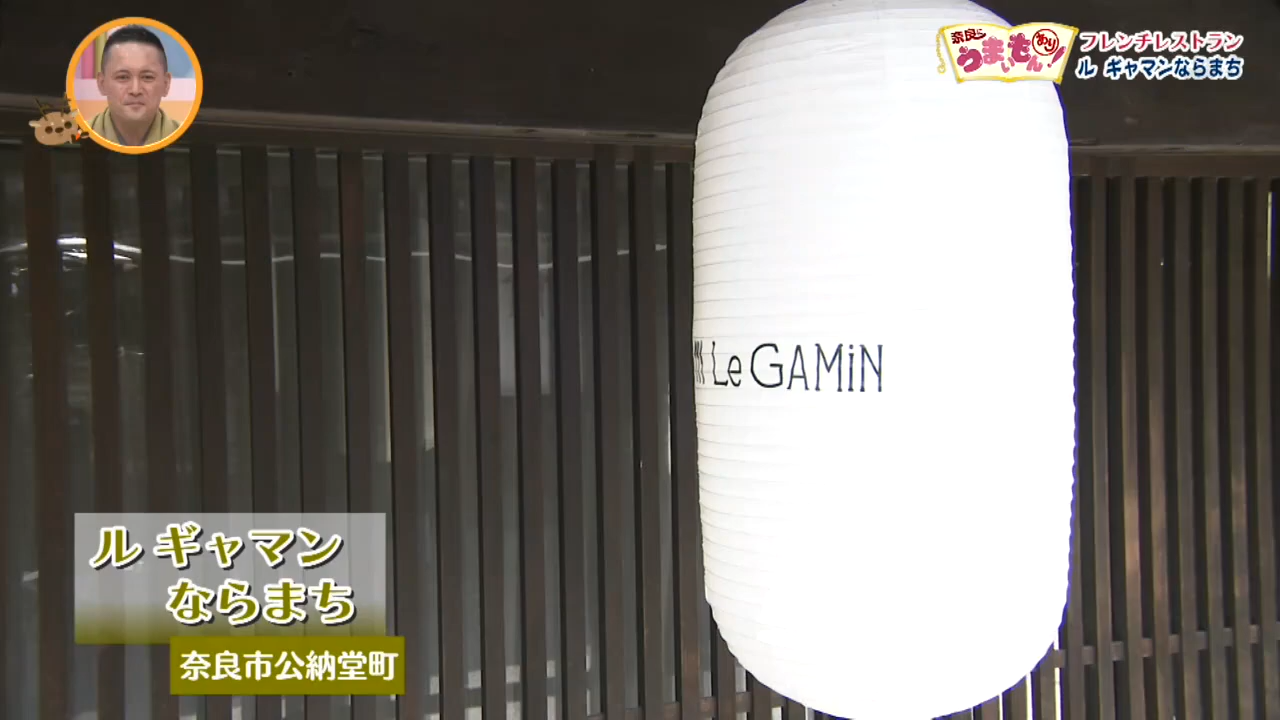 奈良らうまいもんあり!
フレンチレストラン
ル ギャマンならまち
Le GAMiN
ル ギャマン
ならまち
奈良市公納堂町